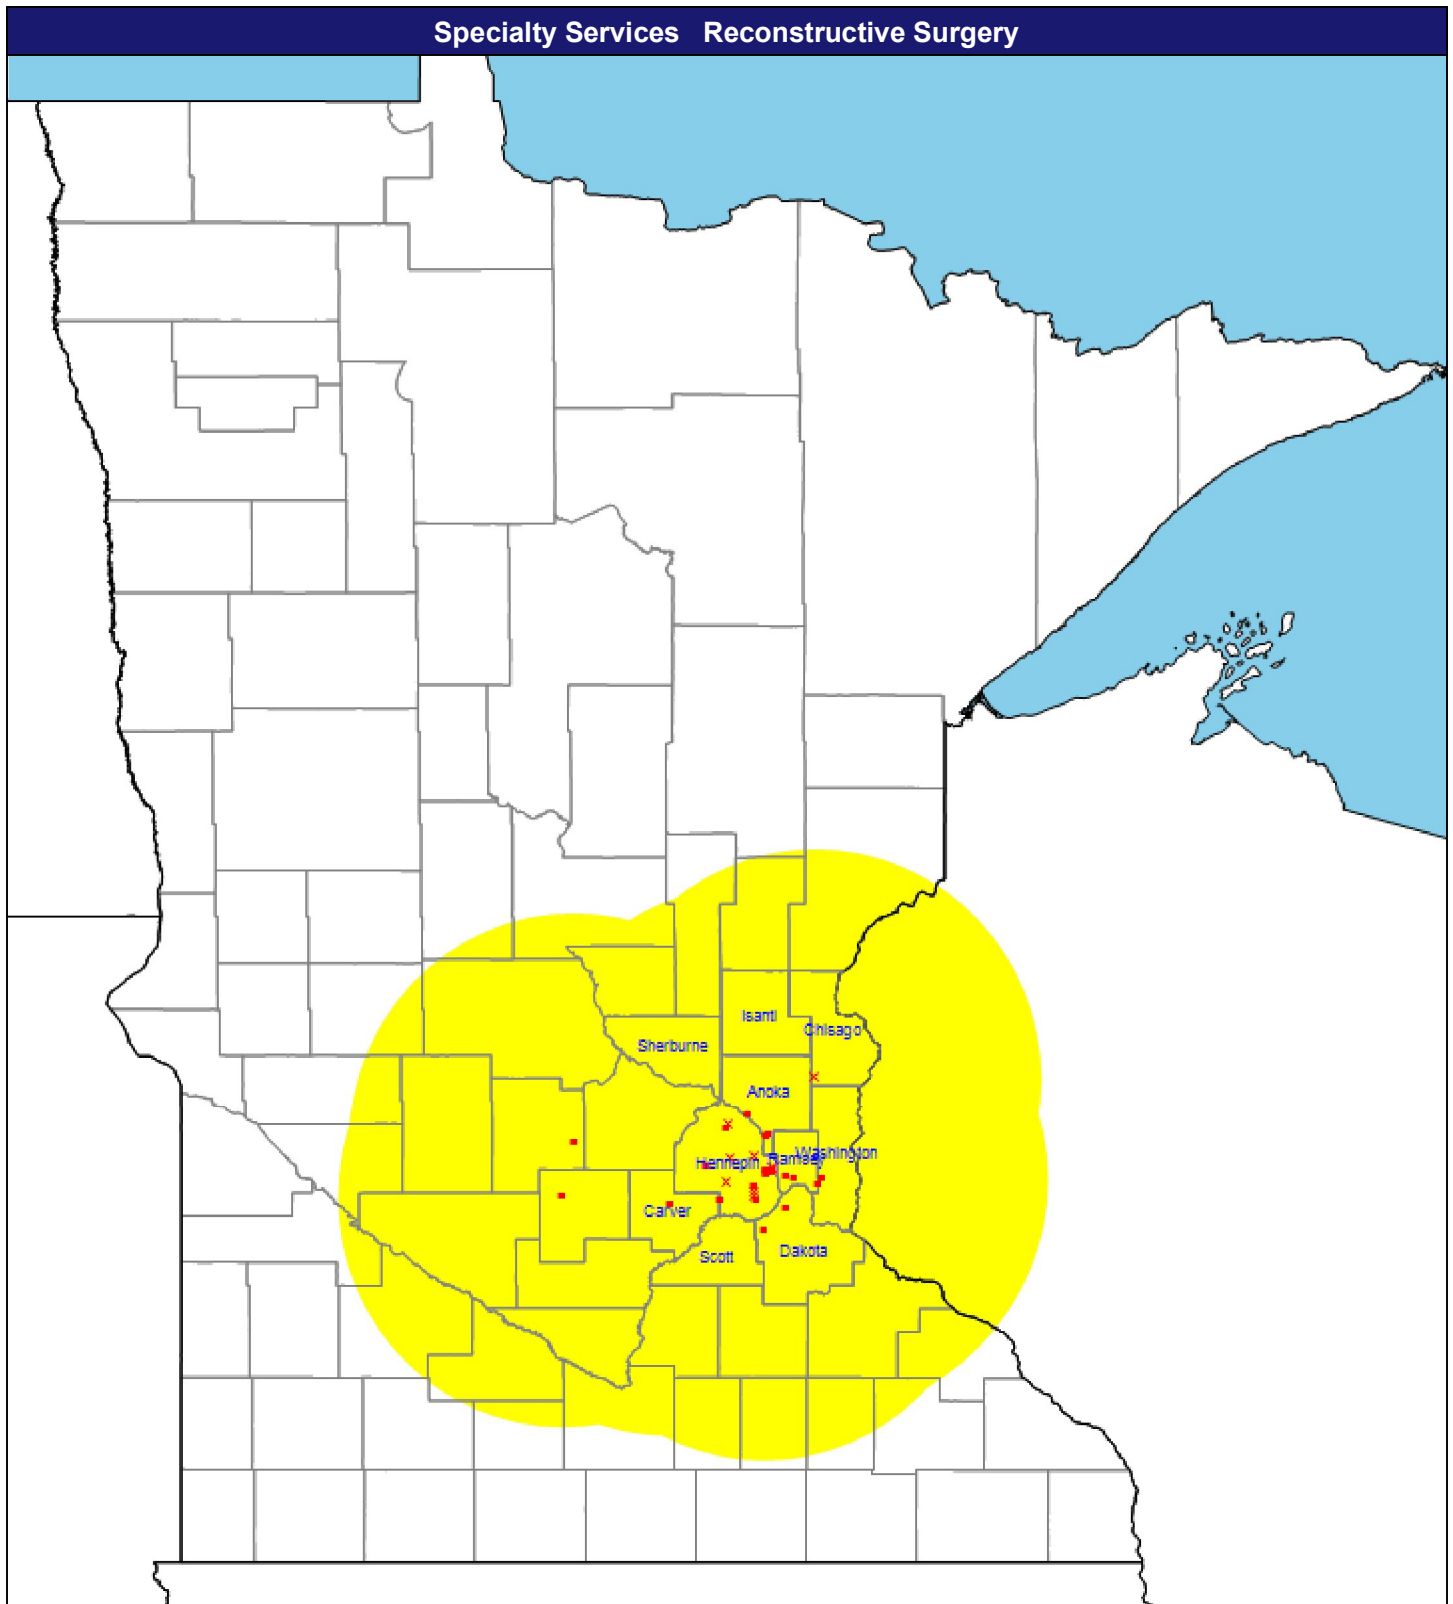 Specialty Services Reconstructive Surgery
Isanti
Chisago
Sherburne
Anoka
Washington
Hennepin
Ramsey
Carver
Scott
Dakota